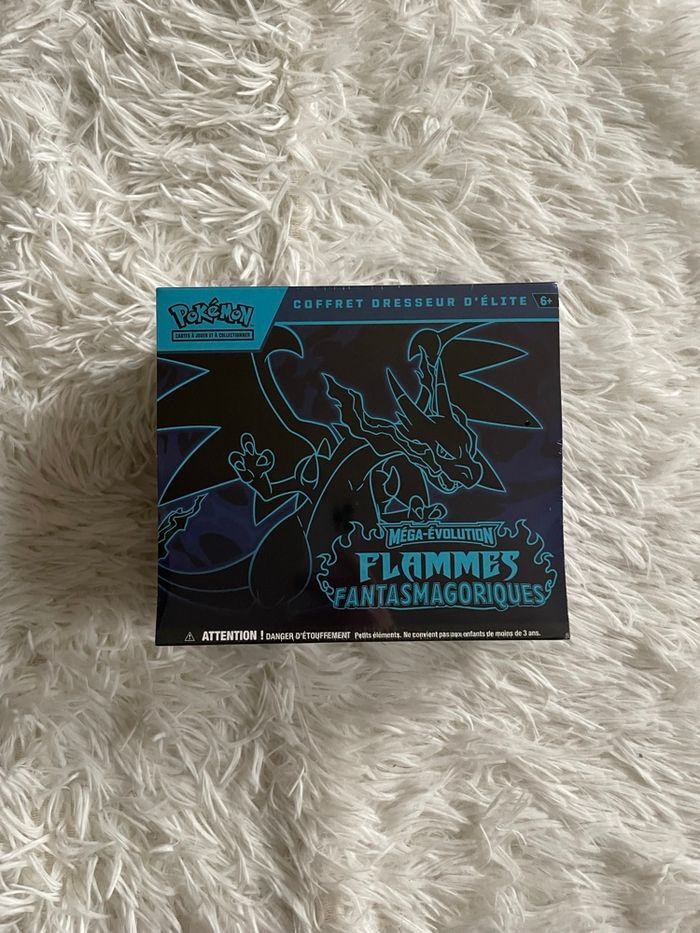 Pokémon
CARTES À JOUER ET À COLLECTIONNER
COFFRET DRESSEUR D'ÉLITE 6+
MÉGA-ÉVOLUTION
FLAMMES
FANTASMAGORIQUES
ATTENTION ! DANGER D'ÉTOUFFEMENT Petits éléments. Ne convient pas aux enfants de moins de 3 ans.